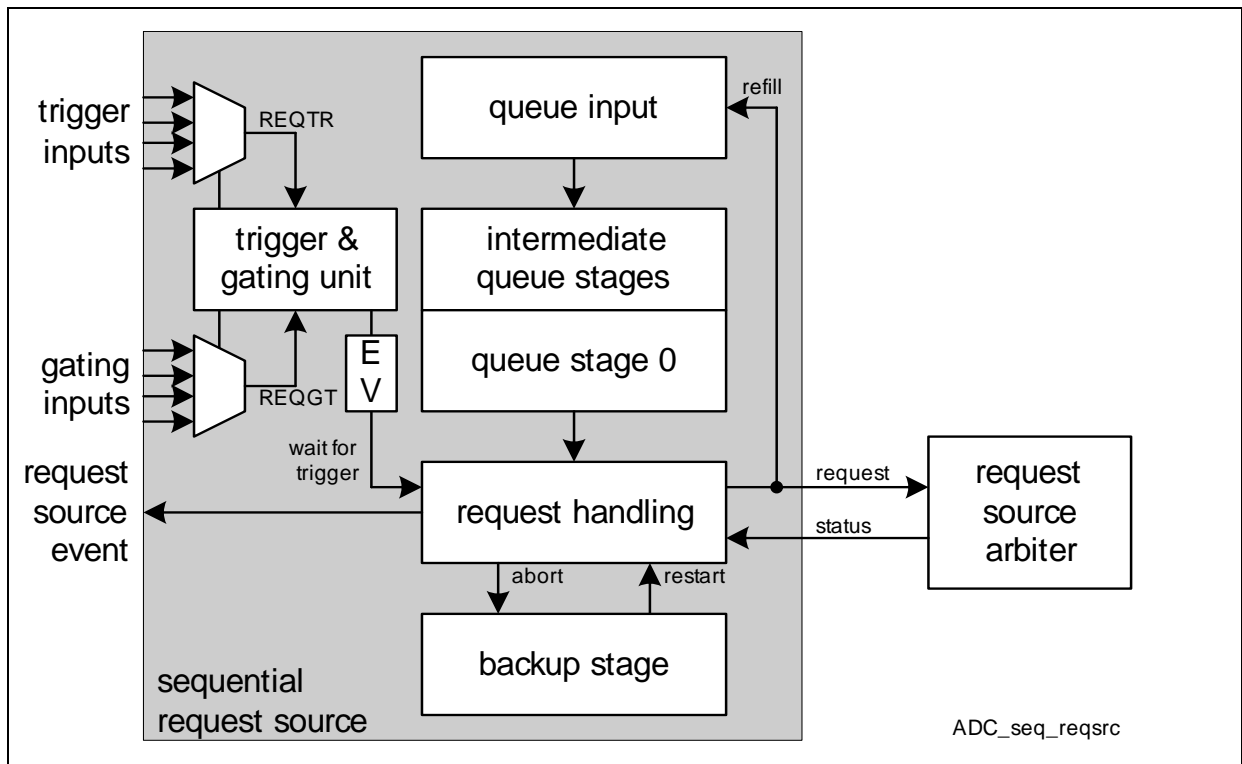 trigger
inputs
REQTR
queue input
refill
trigger &
gating unit
intermediate
queue stages
queue stage 0
gating
inputs
REQGT
E
V
wait for
trigger
request
source
event
request handling
request
status
request
source
arbiter
abort
restart
backup stage
sequential
request source
ADC_seq_reqsrc